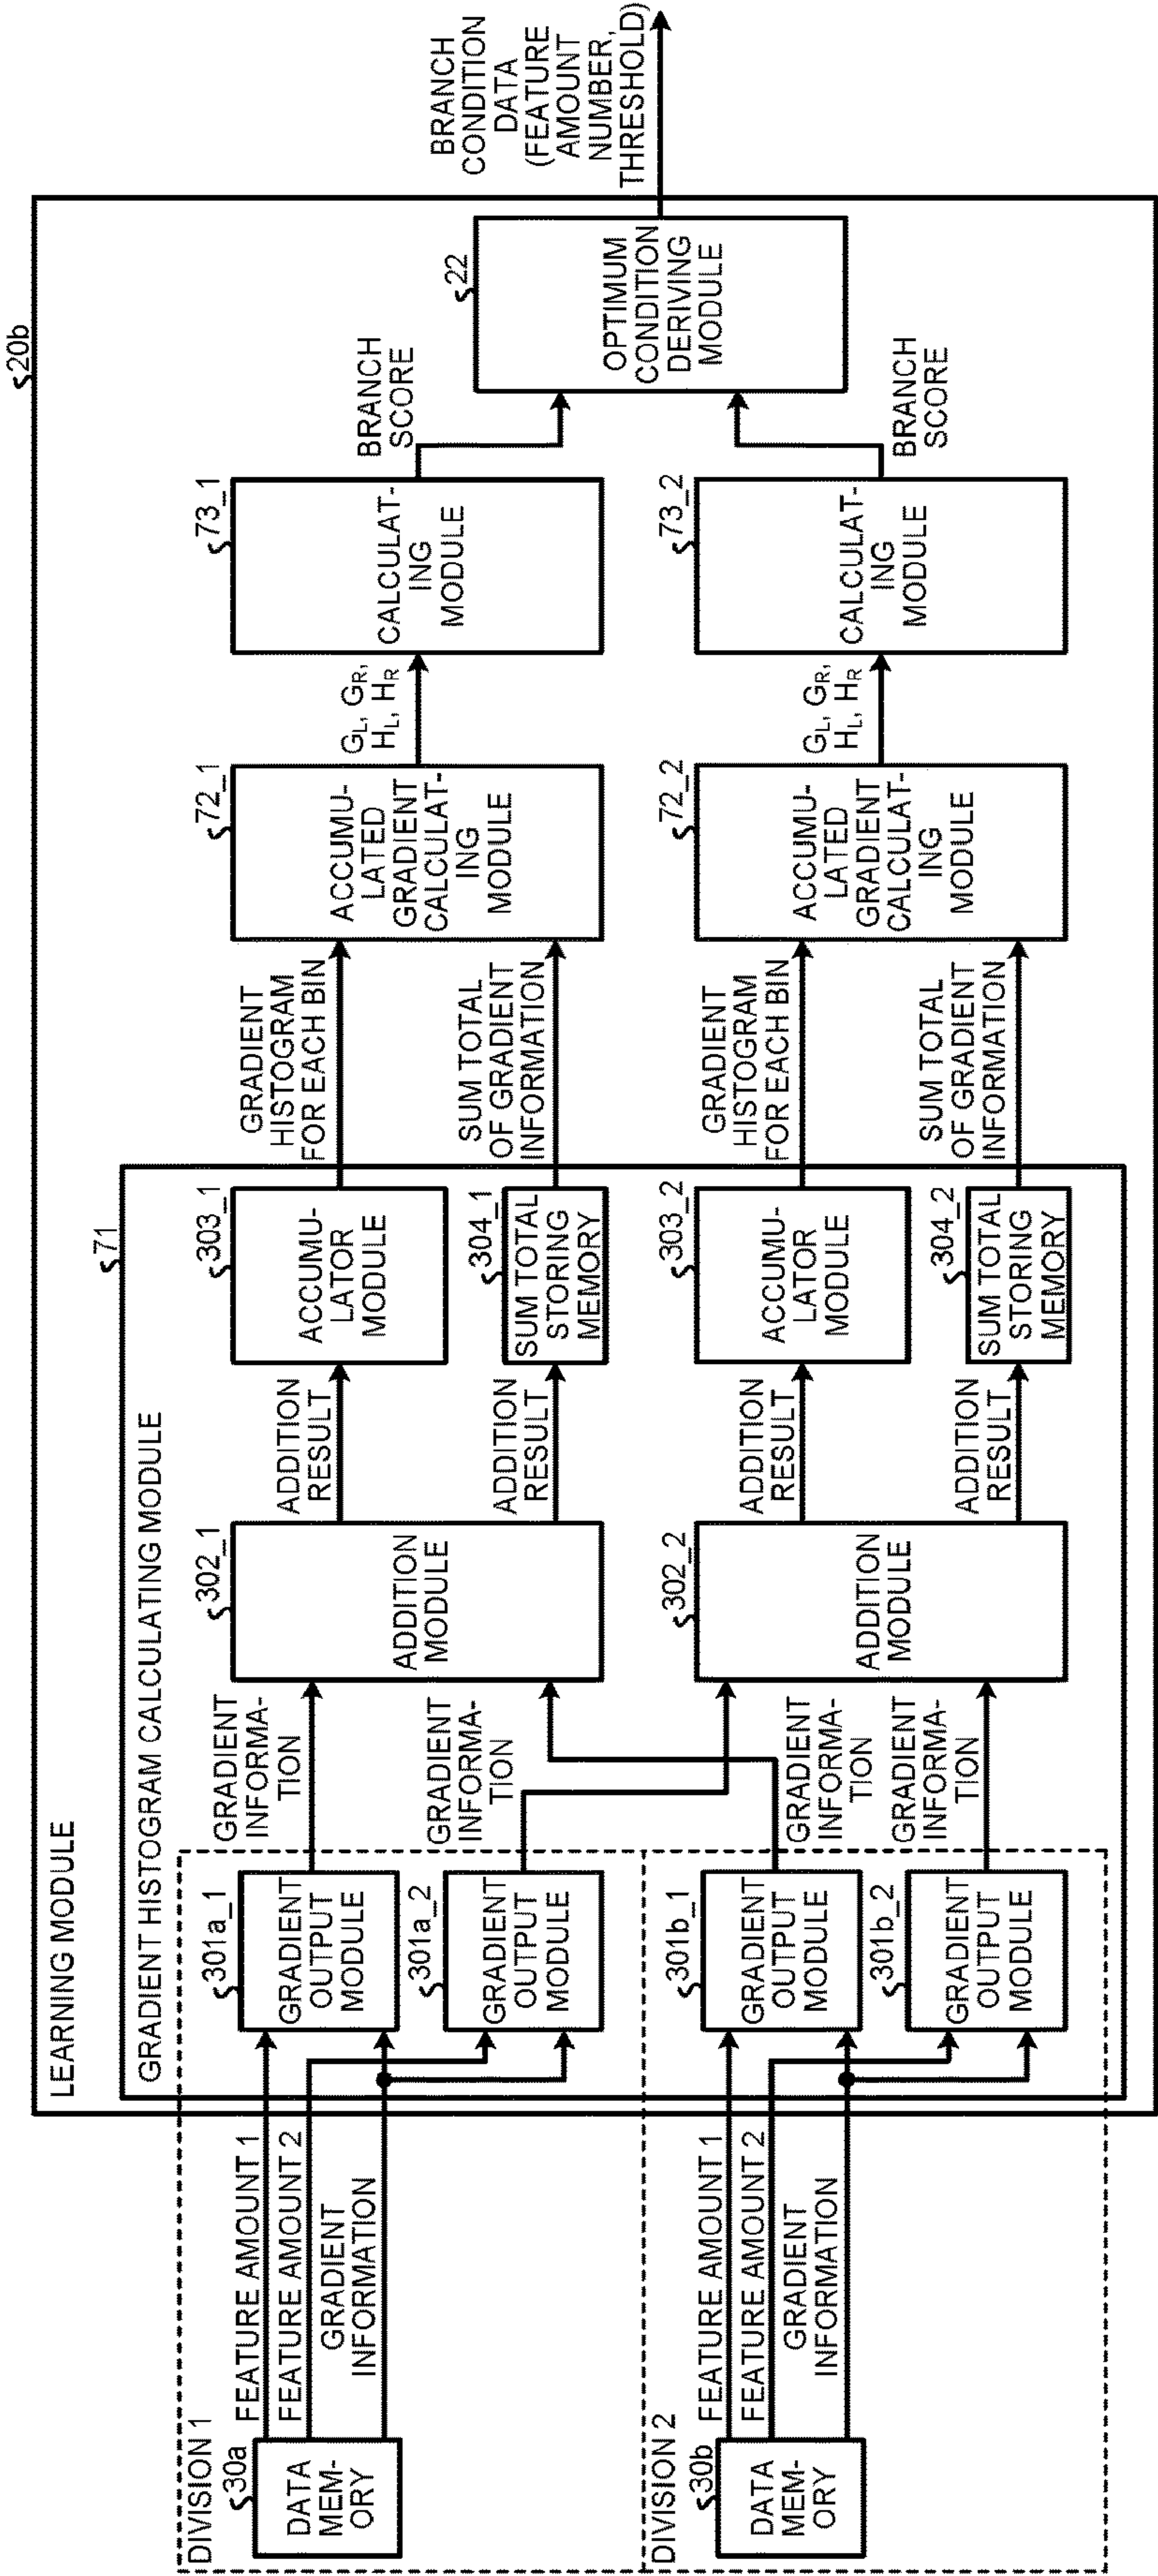 20b
LEARNING MODULE
71
GRADIENT HISTOGRAM CALCULATING MODULE
DIVISION 1
30a
DATA
MEM-
ORY
FEATURE AMOUNT 1
FEATURE AMOUNT 2
GRADIENT
INFORMATION
301a_1
GRADIENT
OUTPUT
MODULE
301a_2
GRADIENT
OUTPUT
MODULE
GRADIENT
INFORMA-
TION
GRADIENT
INFORMA-
TION
302_1
ADDITION
MODULE
ADDITION
RESULT
ADDITION
RESULT
303_1
ACCUMU-
LATOR
MODULE
304_1
SUM TOTAL
STORING
MEMORY
GRADIENT
HISTOGRAM
FOR EACH BIN
SUM TOTAL
OF GRADIENT
INFORMATION
72_1
ACCUMU-
LATED
GRADIENT
CALCULAT-
ING
MODULE
GL, GR,
HL, HR
73_1
CALCULAT-
ING
MODULE
BRANCH
SCORE
DIVISION 2
30b
DATA
MEM-
ORY
FEATURE AMOUNT 1
FEATURE AMOUNT 2
GRADIENT
INFORMATION
301b_1
GRADIENT
OUTPUT
MODULE
301b_2
GRADIENT
OUTPUT
MODULE
GRADIENT
INFORMA-
TION
GRADIENT
INFORMA-
TION
302_2
ADDITION
MODULE
ADDITION
RESULT
ADDITION
RESULT
303_2
ACCUMU-
LATOR
MODULE
304_2
SUM TOTAL
STORING
MEMORY
GRADIENT
HISTOGRAM
FOR EACH BIN
SUM TOTAL
OF GRADIENT
INFORMATION
72_2
ACCUMU-
LATED
GRADIENT
CALCULAT-
ING
MODULE
GL, GR,
HL, HR
73_2
CALCULAT-
ING
MODULE
BRANCH
SCORE
22
OPTIMUM
CONDITION
DERIVING
MODULE
BRANCH
CONDITION
DATA
(FEATURE
AMOUNT
NUMBER,
THRESHOLD)